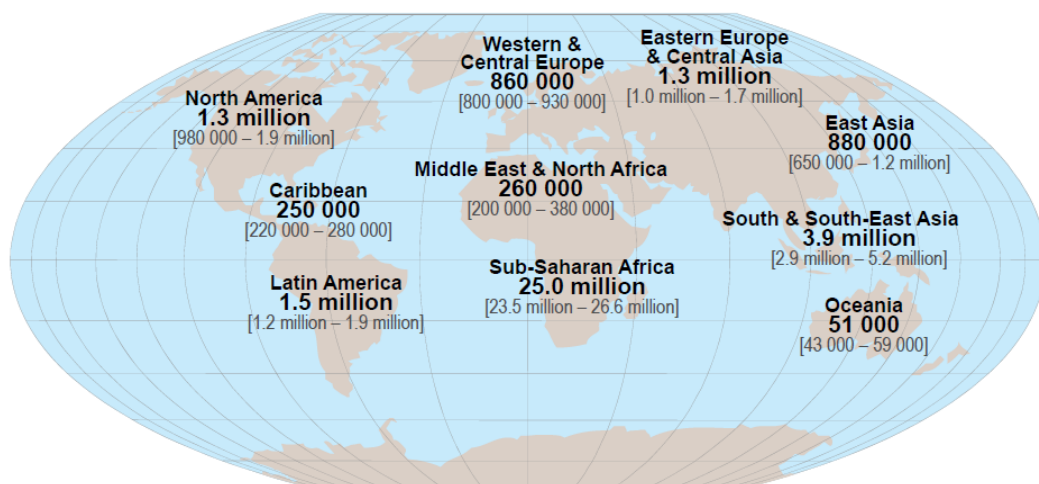 Western &
Central Europe
860 000
[800 000 – 930 000]
Eastern Europe
& Central Asia
1.3 million
[1.0 million – 1.7 million]
North America
1.3 million
[980 000 – 1.9 million]
East Asia
880 000
[650 000 – 1.2 million]
Middle East & North Africa
260 000
[200 000 – 380 000]
Caribbean
250 000
[220 000 – 280 000]
South & South-East Asia
3.9 million
[2.9 million – 5.2 million]
Sub-Saharan Africa
25.0 million
[23.5 million – 26.6 million]
Latin America
1.5 million
[1.2 million – 1.9 million]
Oceania
51 000
[43 000 – 59 000]